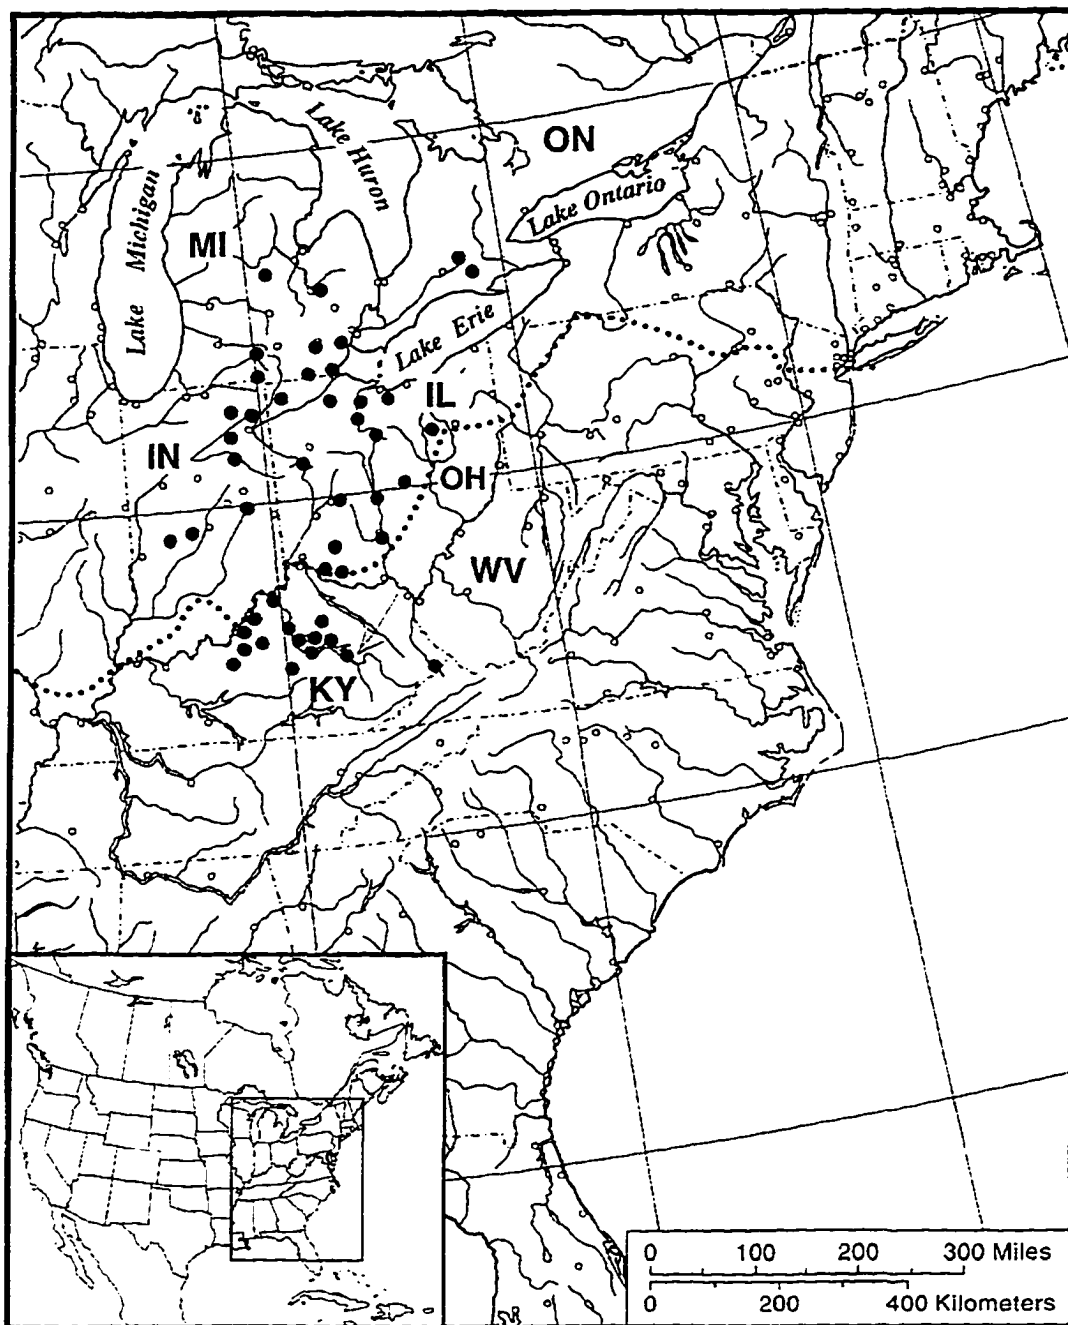 ON
Lake Huron
Lake Michigan
Lake Ontario
MI
Lake Erie
IL
IN
OH
WV
KY
0 100 200 300 Miles
0 200 400 Kilometers